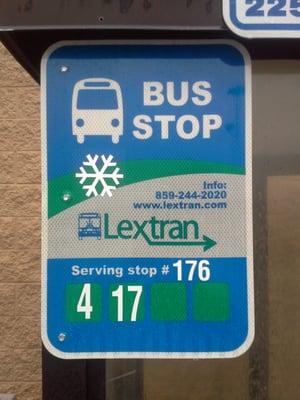 225
BUS
STOP
Info:
859-244-2020
www.lextran.com
Lextran
Serving stop # 176
4 17